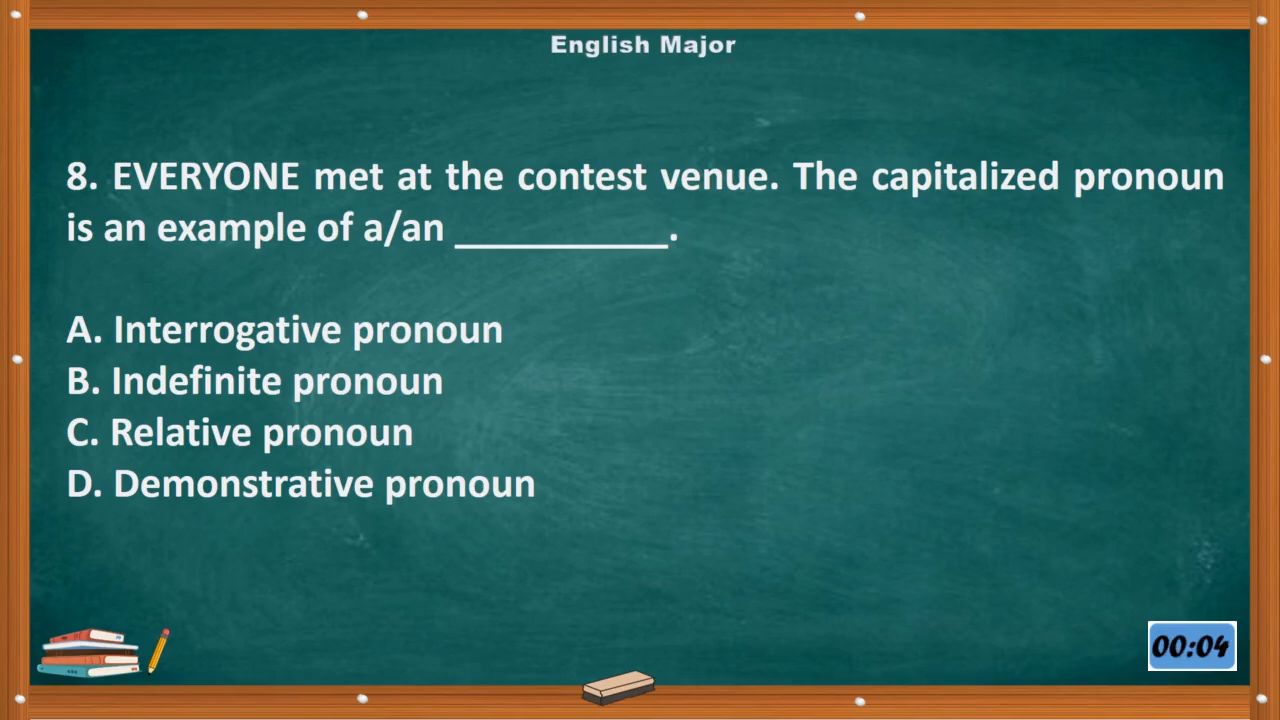 English Major
8. EVERYONE met at the contest venue. The capitalized pronoun
is an example of a/an __________.
A. Interrogative pronoun
B. Indefinite pronoun
C. Relative pronoun
D. Demonstrative pronoun
00:04